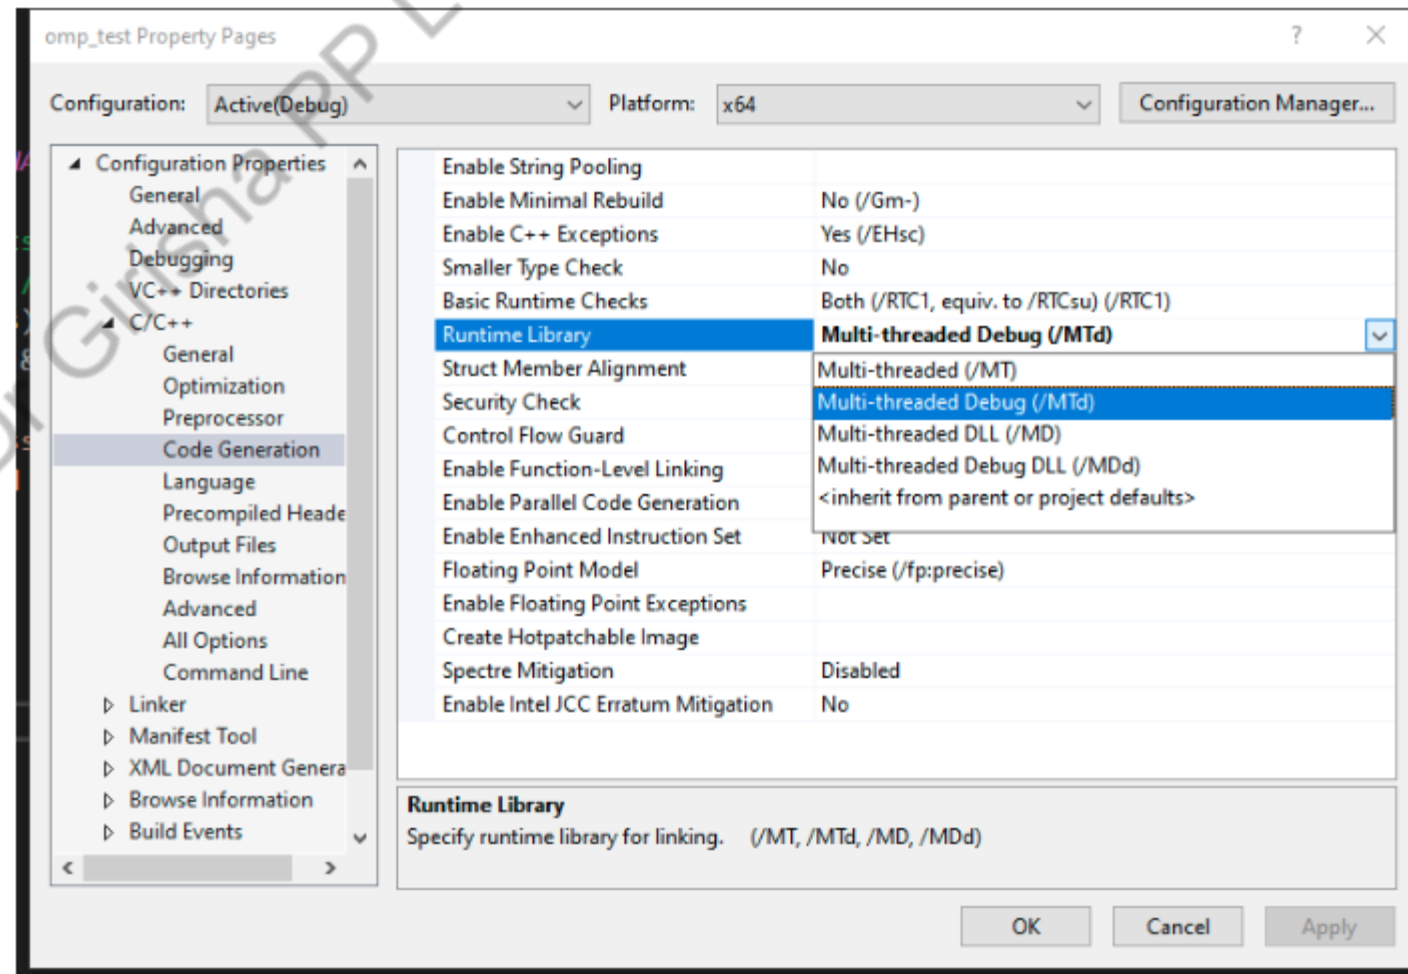 omp_test Property Pages
Configuration: Active(Debug) Platform: x64 Configuration Manager...
Configuration Properties
General
Advanced
Debugging
VC++ Directories
C/C++
General
Optimization
Preprocessor
Code Generation
Language
Precompiled Heade
Output Files
Browse Information
Advanced
All Options
Command Line
Linker
Manifest Tool
XML Document Genera
Browse Information
Build Events
Enable String Pooling
Enable Minimal Rebuild No (/Gm-)
Enable C++ Exceptions Yes (/EHsc)
Smaller Type Check No
Basic Runtime Checks Both (/RTC1, equiv. to /RTCsu) (/RTC1)
Runtime Library Multi-threaded Debug (/MTd)
Struct Member Alignment
Security Check
Control Flow Guard
Enable Function-Level Linking
Enable Parallel Code Generation
Enable Enhanced Instruction Set Not Set
Floating Point Model Precise (/fp:precise)
Enable Floating Point Exceptions
Create Hotpatchable Image
Spectre Mitigation Disabled
Enable Intel JCC Erratum Mitigation No
Multi-threaded (/MT)
Multi-threaded Debug (/MTd)
Multi-threaded DLL (/MD)
Multi-threaded Debug DLL (/MDd)
<inherit from parent or project defaults>
Runtime Library
Specify runtime library for linking. (/MT, /MTd, /MD, /MDd)
OK Cancel Apply
Dr Girisha PP